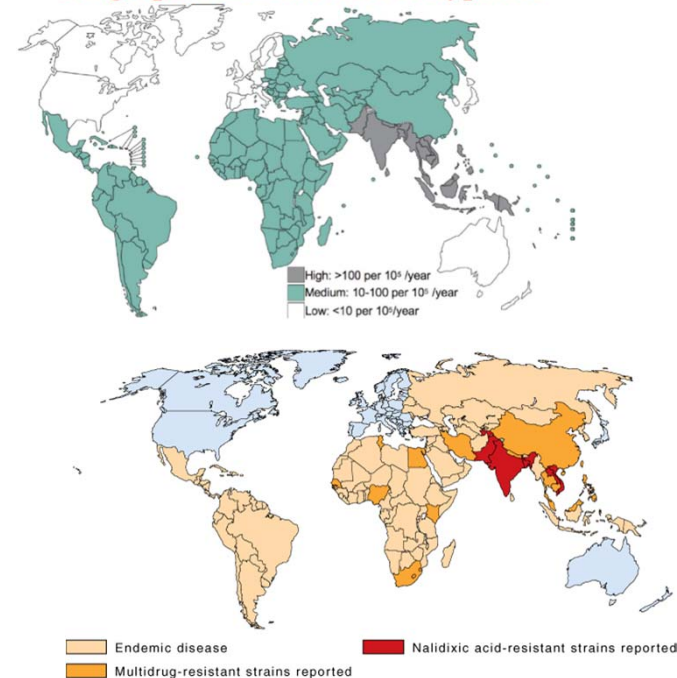 High: >100 per 10⁵ /year
Medium: 10-100 per 10⁵ /year
Low: <10 per 10⁵/year
Endemic disease
Nalidixic acid-resistant strains reported
Multidrug-resistant strains reported